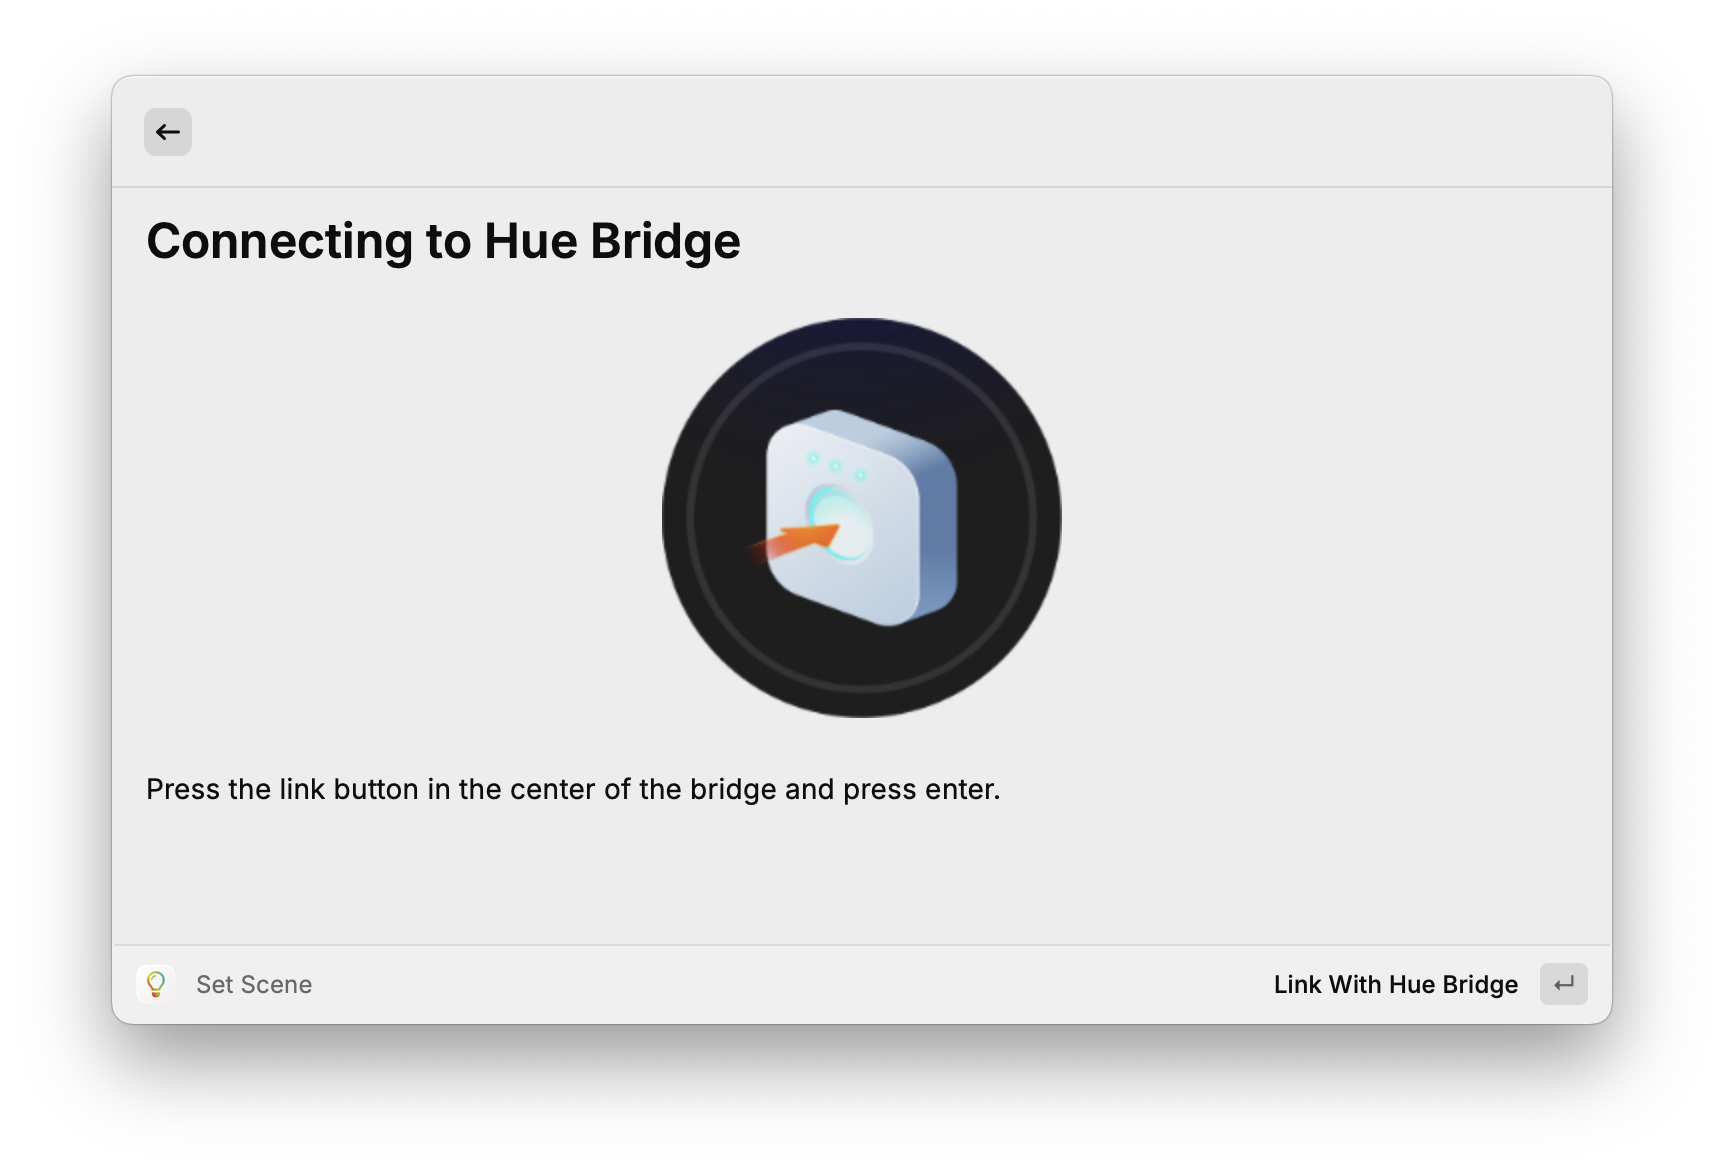 Connecting to Hue Bridge
Press the link button in the center of the bridge and press enter.
Set Scene
Link With Hue Bridge